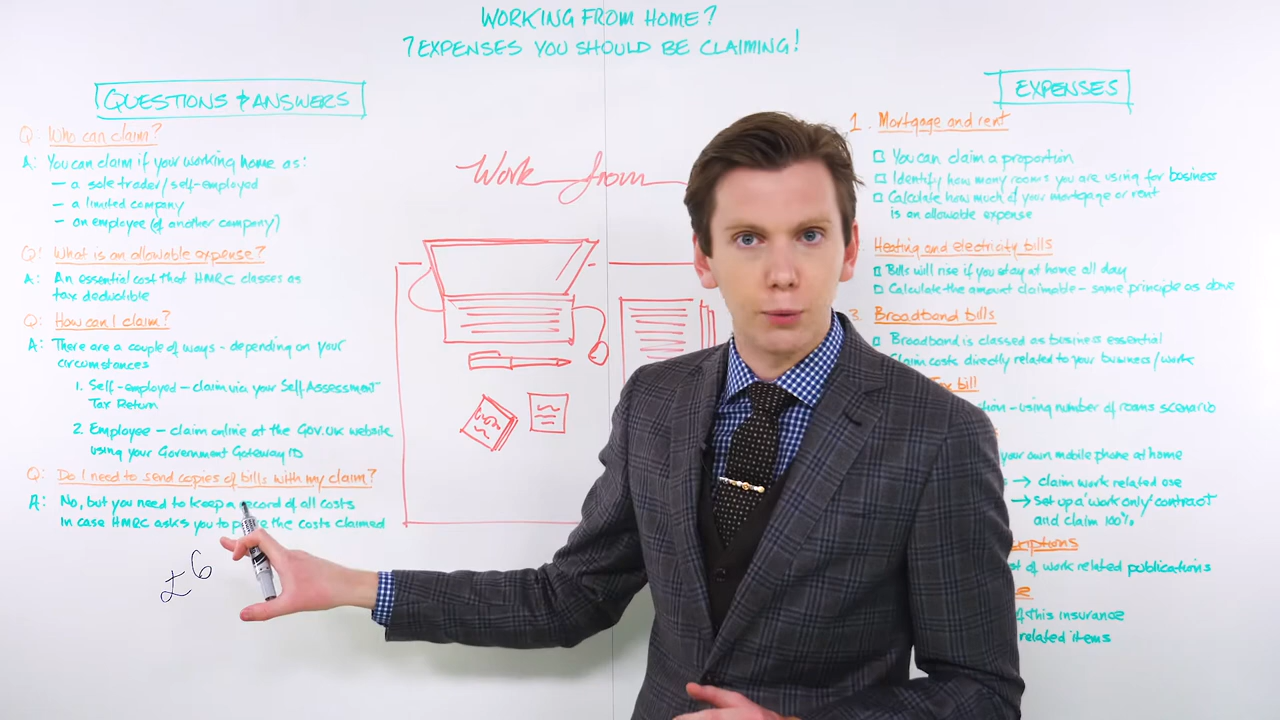 WORKING FROM HOME?
7 EXPENSES YOU SHOULD BE CLAIMING!
QUESTIONS & ANSWERS
Q: Who can claim?
A: You can claim if your working home as:
– a sole trader/self-employed
– a limited company
– an employee (of another company)
Q: What is an allowable expense?
A: An essential cost that HMRC classes as
tax deductible
Q: How can I claim?
A: There are a couple of ways – depending on your
circumstances
1. Self-employed – claim via your Self Assessment
Tax Return
2. Employee – claim online at the Gov.uk website
using your Government Gateway ID
Q: Do I need to send copies of bills with my claim?
A: No, but you need to keep a record of all costs
in case HMRC asks you to the costs claimed
£6
Work from
EXPENSES
1. Mortgage and rent
You can claim a proportion
Identify how many rooms you are using for business
Calculate how much of your mortgage or rent
is an allowable expense
Heating and electricity bills
Bills will rise if you stay at home all day
Calculate the amount claimable – same principle as above
3. Broadband bills
Broadband is classed as business essential
Claim costs directly related to your business/work
Tax bill
– using number of rooms scenario
your own mobile phone at home
→ claim work related use
→ Set up a 'work only' contract
and claim 100%
of work related publications
of this insurance
related items